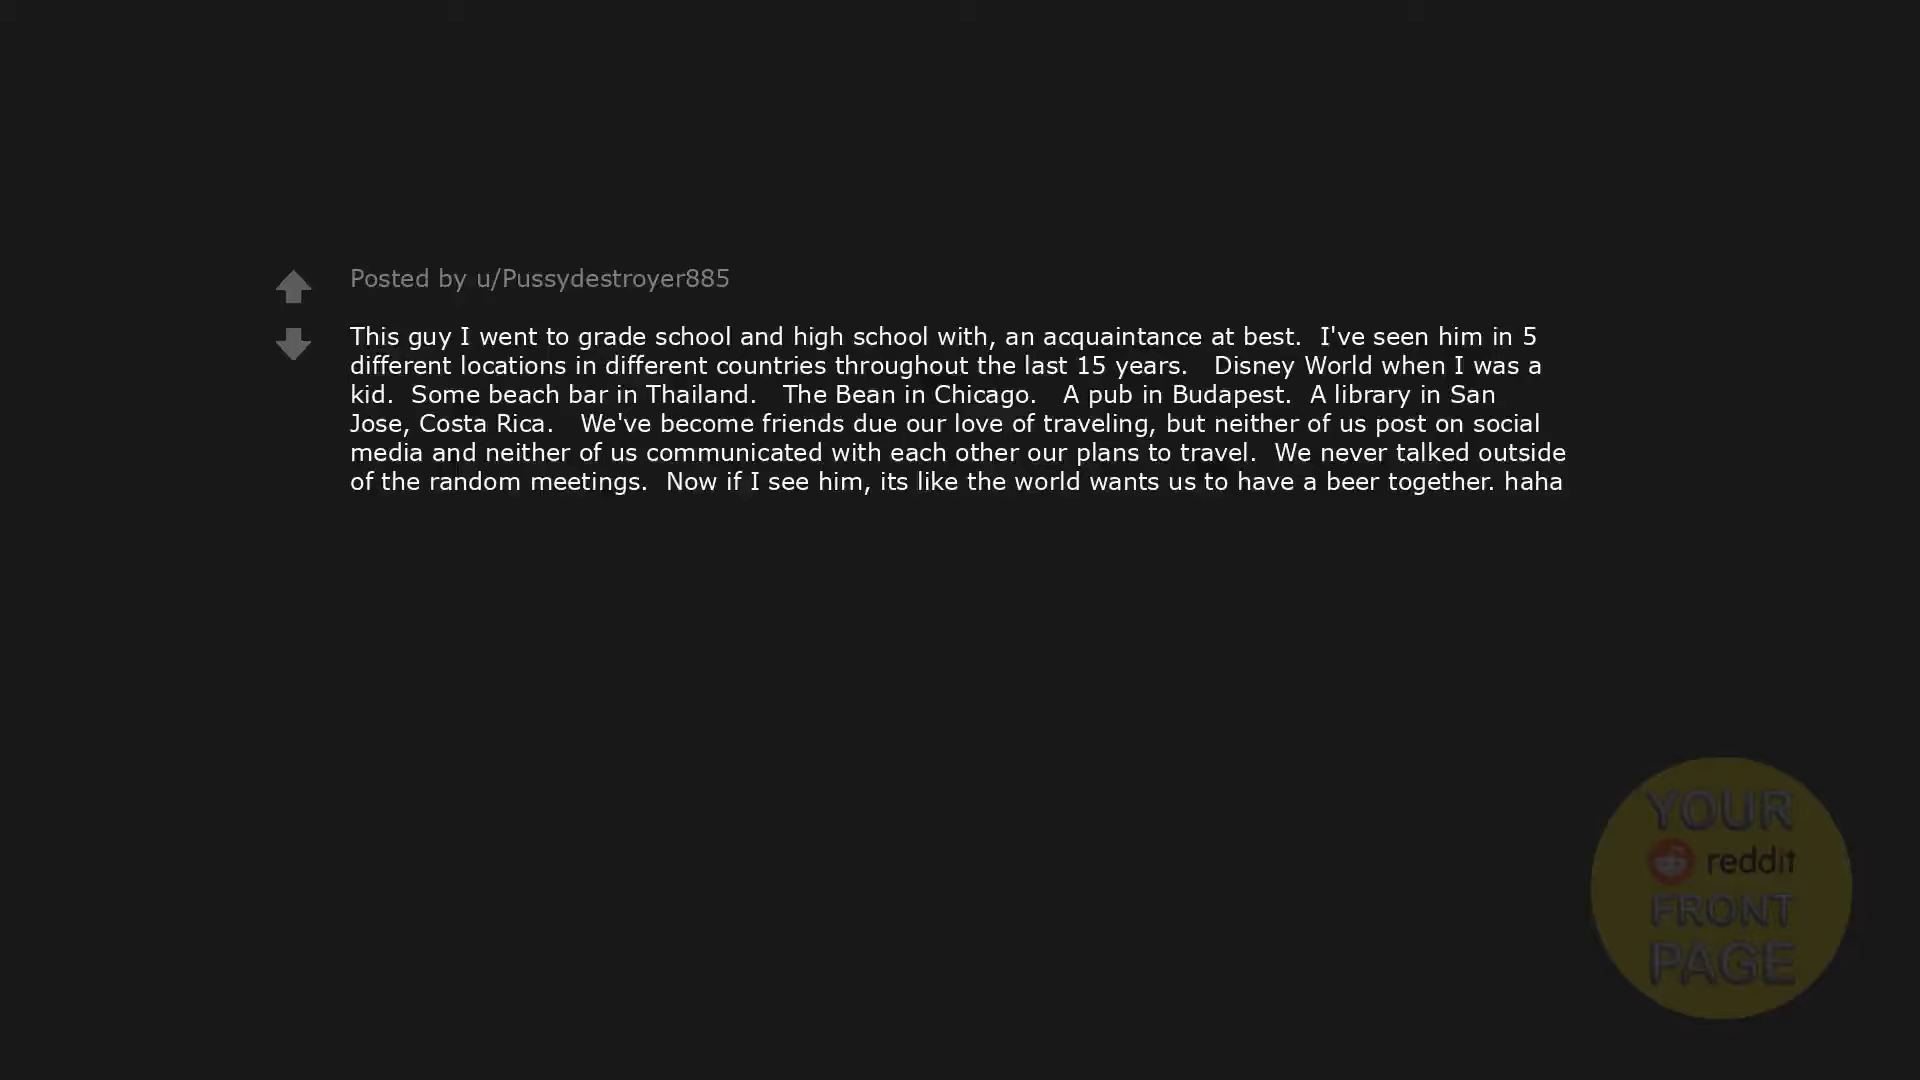 Posted by u/Pussydestroyer885
This guy I went to grade school and high school with, an acquaintance at best.  I've seen him in 5
different locations in different countries throughout the last 15 years.   Disney World when I was a
kid.  Some beach bar in Thailand.   The Bean in Chicago.   A pub in Budapest.  A library in San
Jose, Costa Rica.   We've become friends due our love of traveling, but neither of us post on social
media and neither of us communicated with each other our plans to travel.  We never talked outside
of the random meetings.  Now if I see him, its like the world wants us to have a beer together. haha
YOUR
reddit
FRONT
PAGE